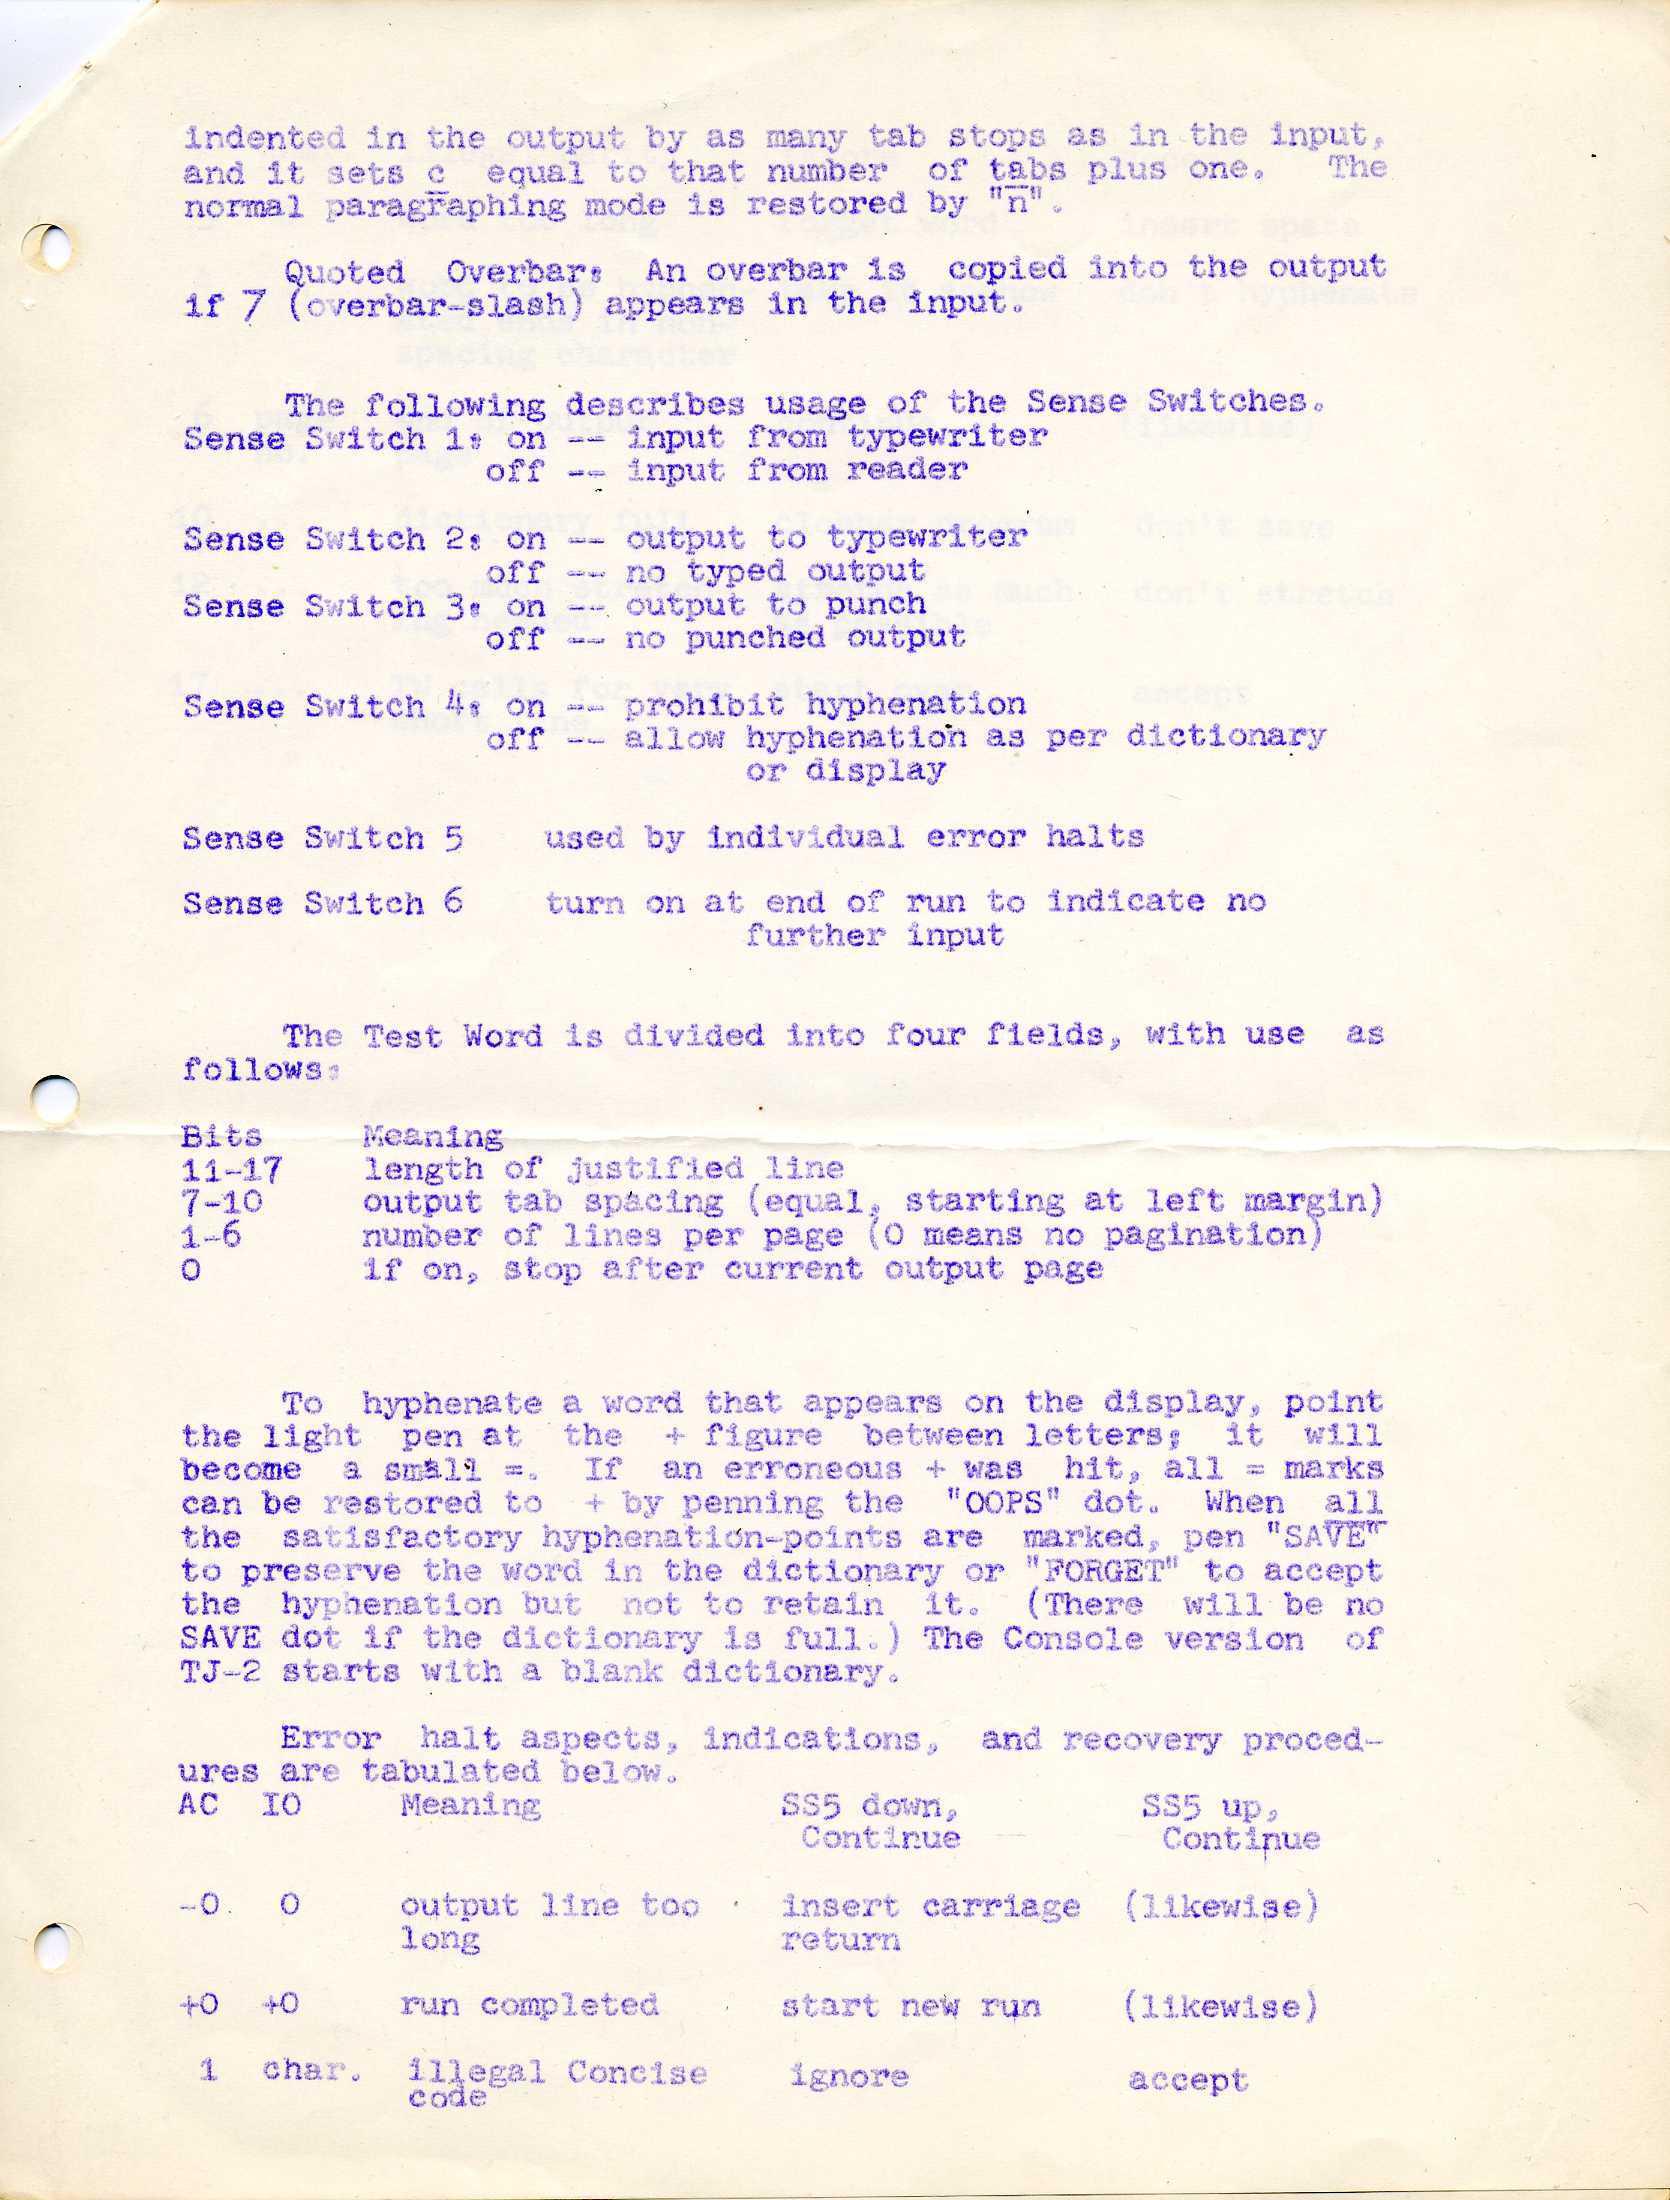 indented in the output by as many tab stops as in the input,
and it sets c equal to that number of tabs plus one. The
normal paragraphing mode is restored by "n̅".
Quoted Overbar: An overbar is copied into the output
if 7̅ (overbar-slash) appears in the input.
The following describes usage of the Sense Switches.
Sense Switch 1: on -- input from typewriter
off -- input from reader
Sense Switch 2: on -- output to typewriter
off -- no typed output
Sense Switch 3: on -- output to punch
off -- no punched output
Sense Switch 4: on -- prohibit hyphenation
off -- allow hyphenation as per dictionary
or display
Sense Switch 5 used by individual error halts
Sense Switch 6 turn on at end of run to indicate no
further input
The Test Word is divided into four fields, with use as
follows:
Bits Meaning
11-17 length of justified line
7-10 output tab spacing (equal, starting at left margin)
1-6 number of lines per page (0 means no pagination)
0 if on, stop after current output page
To hyphenate a word that appears on the display, point
the light pen at the + figure between letters; it will
become a small =. If an erroneous + was hit, all = marks
can be restored to + by penning the "OOPS" dot. When all
the satisfactory hyphenation-points are marked, pen "SAVE"
to preserve the word in the dictionary or "FORGET" to accept
the hyphenation but not to retain it. (There will be no
SAVE dot if the dictionary is full.) The Console version of
TJ-2 starts with a blank dictionary.
Error halt aspects, indications, and recovery proced-
ures are tabulated below.
AC IO Meaning SS5 down, SS5 up,
Continue Continue
-0 0 output line too insert carriage (likewise)
long return
+0 +0 run completed start new run (likewise)
1 char. illegal Concise ignore accept
code